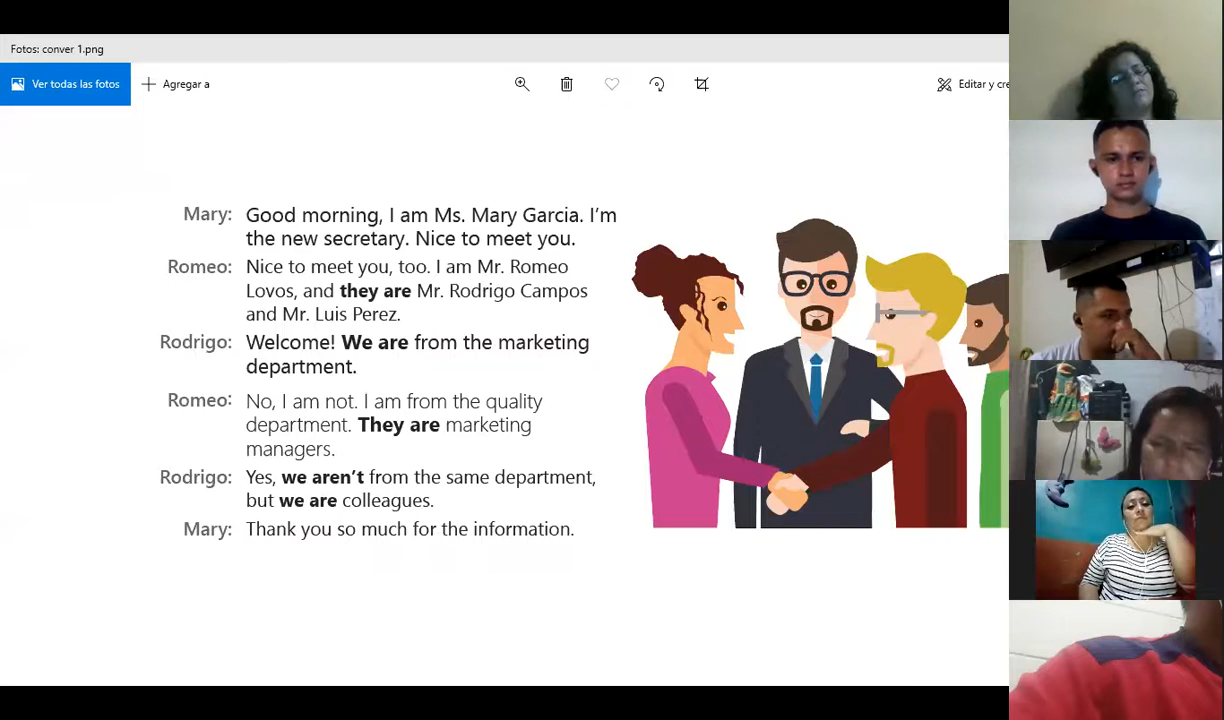 Fotos: conver 1.png
Ver todas las fotos
Agregar a
Editar y cre
Mary: Good morning, I am Ms. Mary Garcia. I'm
the new secretary. Nice to meet you.
Romeo: Nice to meet you, too. I am Mr. Romeo
Lovos, and they are Mr. Rodrigo Campos
and Mr. Luis Perez.
Rodrigo: Welcome! We are from the marketing
department.
Romeo: No, I am not. I am from the quality
department. They are marketing
managers.
Rodrigo: Yes, we aren't from the same department,
but we are colleagues.
Mary: Thank you so much for the information.